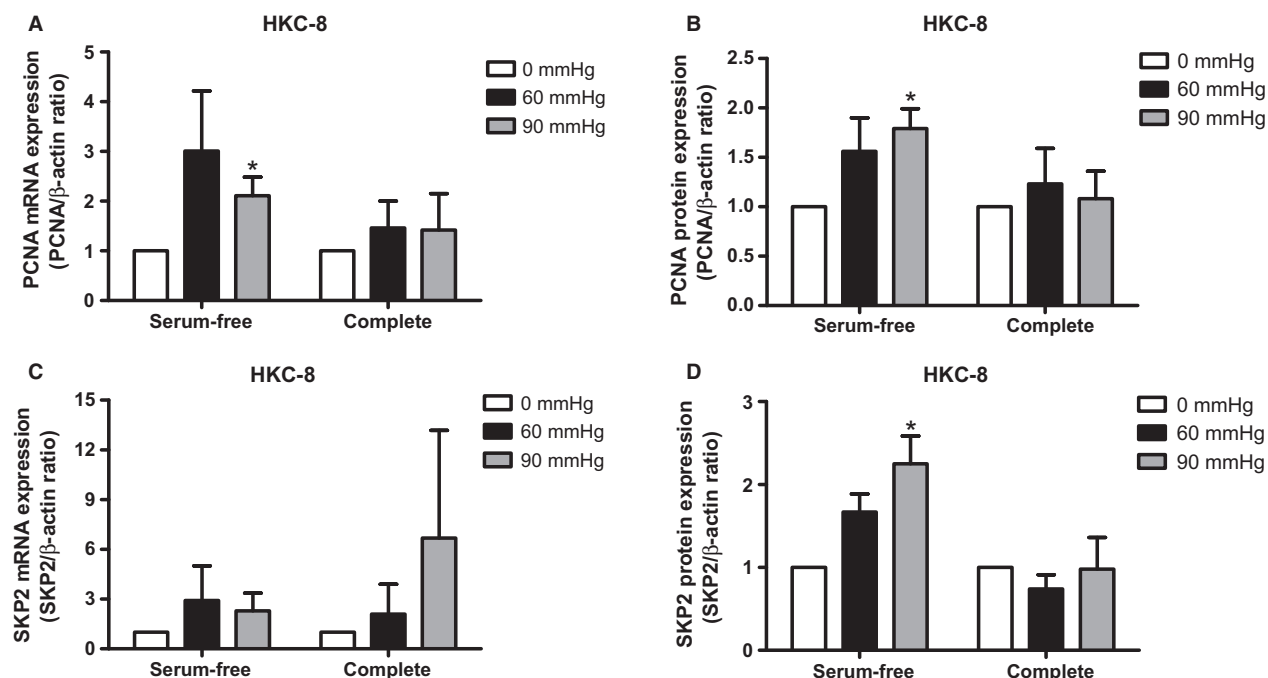 A
HKC-8
PCNA mRNA expression
(PCNA/β-actin ratio)
5
4
3
2
1
0
*
Serum-free
Complete
0 mmHg
60 mmHg
90 mmHg
B
HKC-8
PCNA protein expression
(PCNA/β-actin ratio)
2.5
2.0
1.5
1.0
0.5
0.0
*
Serum-free
Complete
0 mmHg
60 mmHg
90 mmHg
C
HKC-8
SKP2 mRNA expression
(SKP2/β-actin ratio)
15
12
9
6
3
0
Serum-free
Complete
0 mmHg
60 mmHg
90 mmHg
D
HKC-8
SKP2 protein expression
(SKP2/β-actin ratio)
3
2
1
0
*
Serum-free
Complete
0 mmHg
60 mmHg
90 mmHg